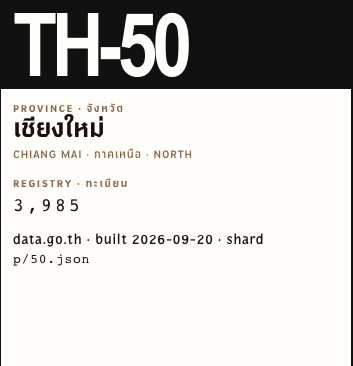 TH-50
PROVINCE · จังหวัด
เชียงใหม่
CHIANG MAI · ภาคเหนือ · NORTH
REGISTRY · ทะเบียน
3,985
data.go.th · built 2026-09-20 · shard
p/50.json